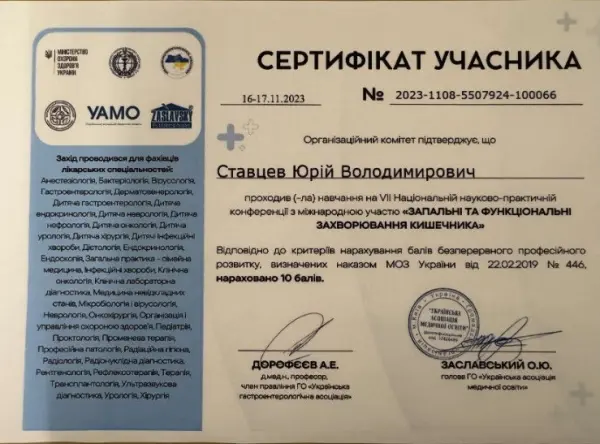 МІНІСТЕРСТВО
ОХОРОНИ
ЗДОРОВ'Я
УКРАЇНИ
УАМО
ZASLAVSKY
Захід проводився для фахівців
лікарських спеціальностей:
Анестезіологія, Бактеріологія, Вірусологія,
Гастроентерологія, Дерматовенерологія,
Дитяча гастроентерологія, Дитяча
ендокринологія, Дитяча неврологія, Дитяча
нефрологія, Дитяча онкологія, Дитяча
урологія, Дитяча хірургія, Дитячі інфекційні
хвороби, Дієтологія, Ендокринологія,
Ендоскопія, Загальна практика - сімейна
медицина, Інфекційні хвороби, Клінічна
онкологія, Клінічна лабораторна
діагностика, Медицина невідкладних
станів, Мікробіологія і вірусологія,
Неврологія, Онкохірургія, Організація і
управління охороною здоров'я, Педіатрія,
Проктологія, Променева терапія,
Професійна патологія, Радіаційна гігієна,
Радіологія, Радіонуклідна діагностика,
Рентгенологія, Рефлексотерапія, Терапія,
Трансплантологія, Ультразвукова
діагностика, Урологія, Хірургія
СЕРТИФІКАТ УЧАСНИКА
16-17.11.2023 № 2023-1108-5507924-100066
Організаційний комітет підтверджує, що
Ставцев Юрій Володимирович
проходив (-ла) навчання на VII Національній науково-практичній
конференції з міжнародною участю «ЗАПАЛЬНІ ТА ФУНКЦІОНАЛЬНІ
ЗАХВОРЮВАННЯ КИШЕЧНИКА»
Відповідно до критеріїв нарахування балів безперервного професійного
розвитку, визначених наказом МОЗ України від 22.02.2019 № 446,
нараховано 10 балів.
"УКРАЇНСЬКА
АСОЦІАЦІЯ
МЕДИЧНОЇ ОСВІТИ"
ДОРОФЄЄВ А.Е.
д.мед.н., професор,
член правління ГО «Українська
гастроентерологічна асоціація»
ЗАСЛАВСЬКИЙ О.Ю.
голова ГО «Українська асоціація
медичної освіти»